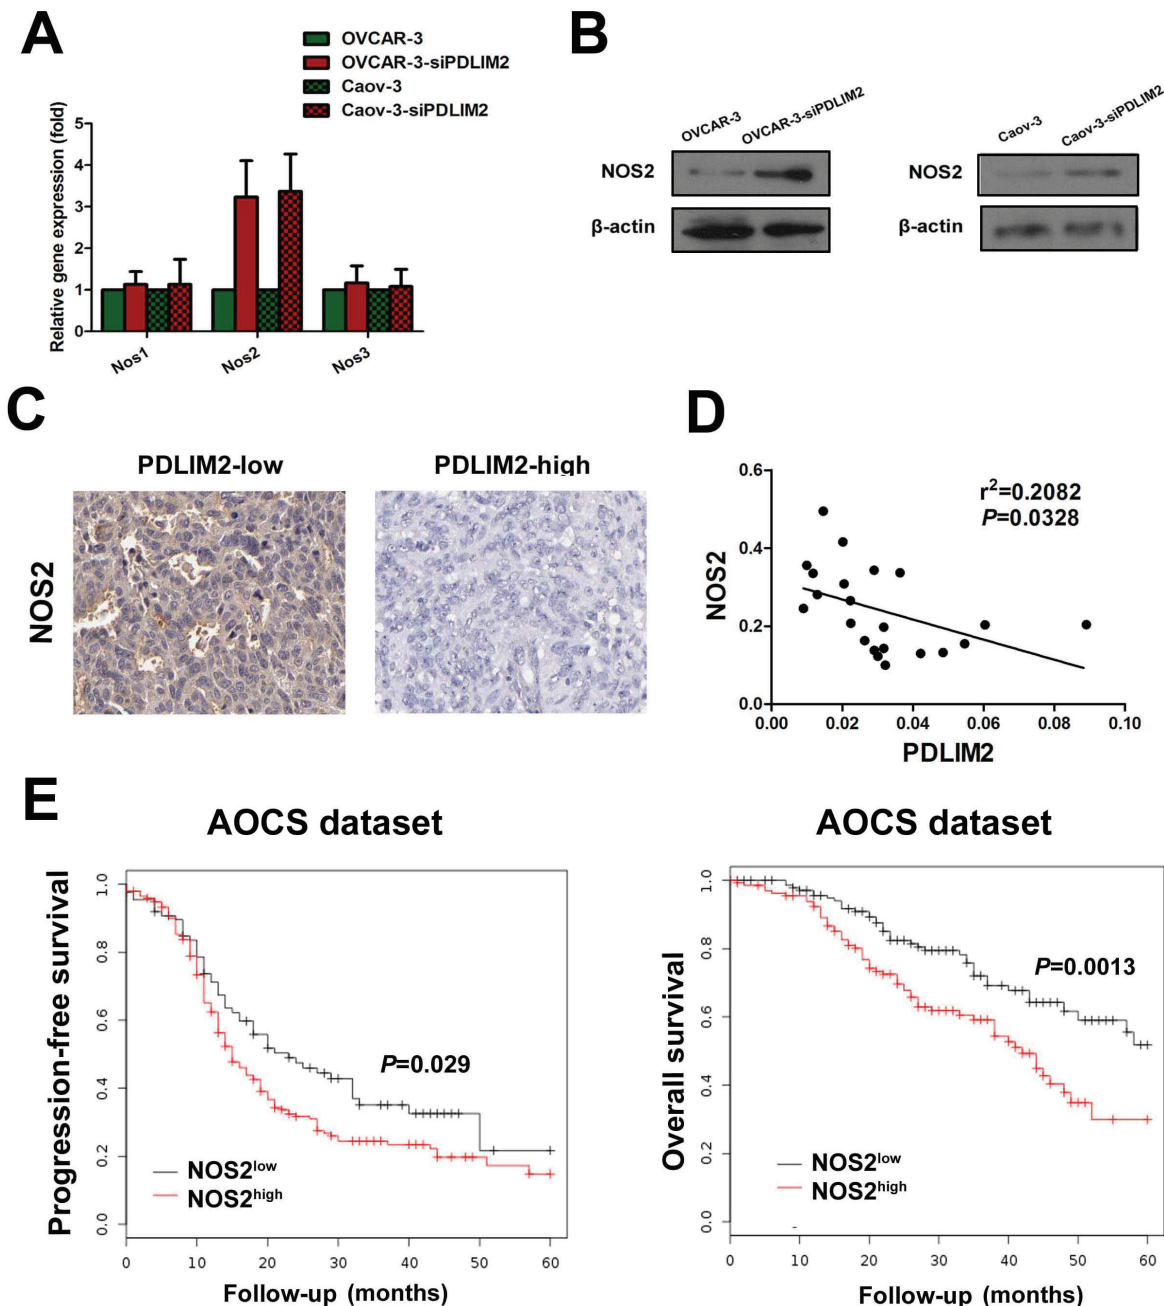 A
OVCAR-3
OVCAR-3-siPDLIM2
Caov-3
Caov-3-siPDLIM2
Relative gene expression (fold)
5
4
3
2
1
0
Nos1
Nos2
Nos3
B
OVCAR-3
OVCAR-3-siPDLIM2
NOS2
β-actin
Caov-3
Caov-3-siPDLIM2
NOS2
β-actin
C
PDLIM2-low
PDLIM2-high
NOS2
D
r²=0.2082
P=0.0328
NOS2
0.6
0.4
0.2
0.0
0.00 0.02 0.04 0.06 0.08 0.10
PDLIM2
E
AOCS dataset
Progression-free survival
1.0
0.8
0.6
0.4
0.2
0.0
P=0.029
NOS2low
NOS2high
0 10 20 30 40 50 60
Follow-up (months)
AOCS dataset
Overall survival
1.0
0.8
0.6
0.4
0.2
0.0
P=0.0013
NOS2low
NOS2high
0 10 20 30 40 50 60
Follow-up (months)